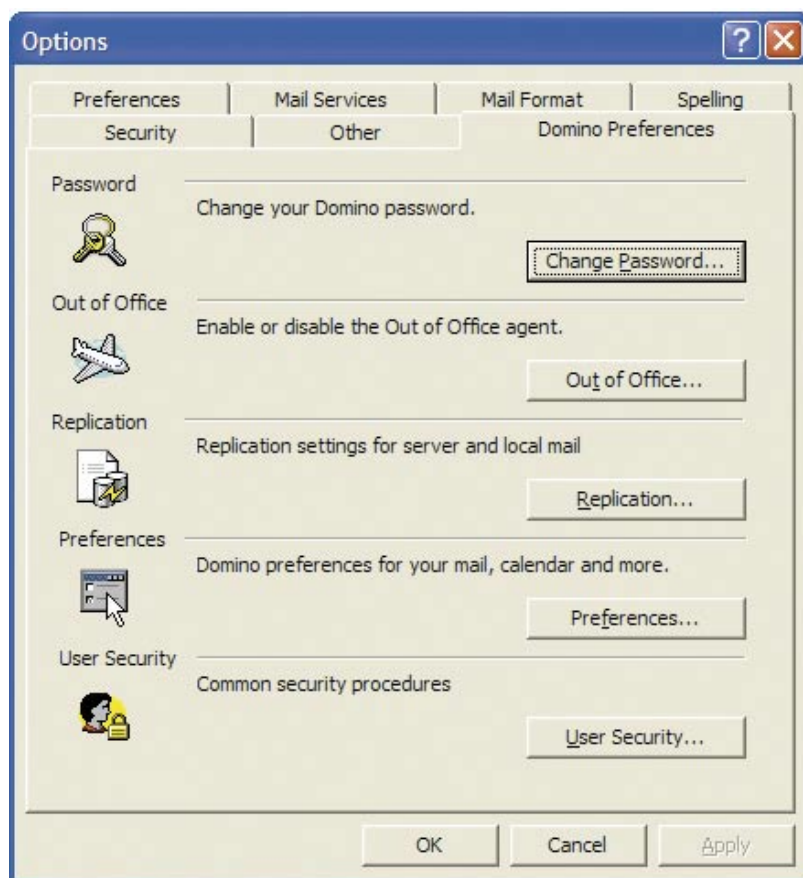 Options
Preferences
Mail Services
Mail Format
Spelling
Security
Other
Domino Preferences
Password
Change your Domino password.
Change Password...
Out of Office
Enable or disable the Out of Office agent.
Out of Office...
Replication
Replication settings for server and local mail
Replication...
Preferences
Domino preferences for your mail, calendar and more.
Preferences...
User Security
Common security procedures
User Security...
OK
Cancel
Apply